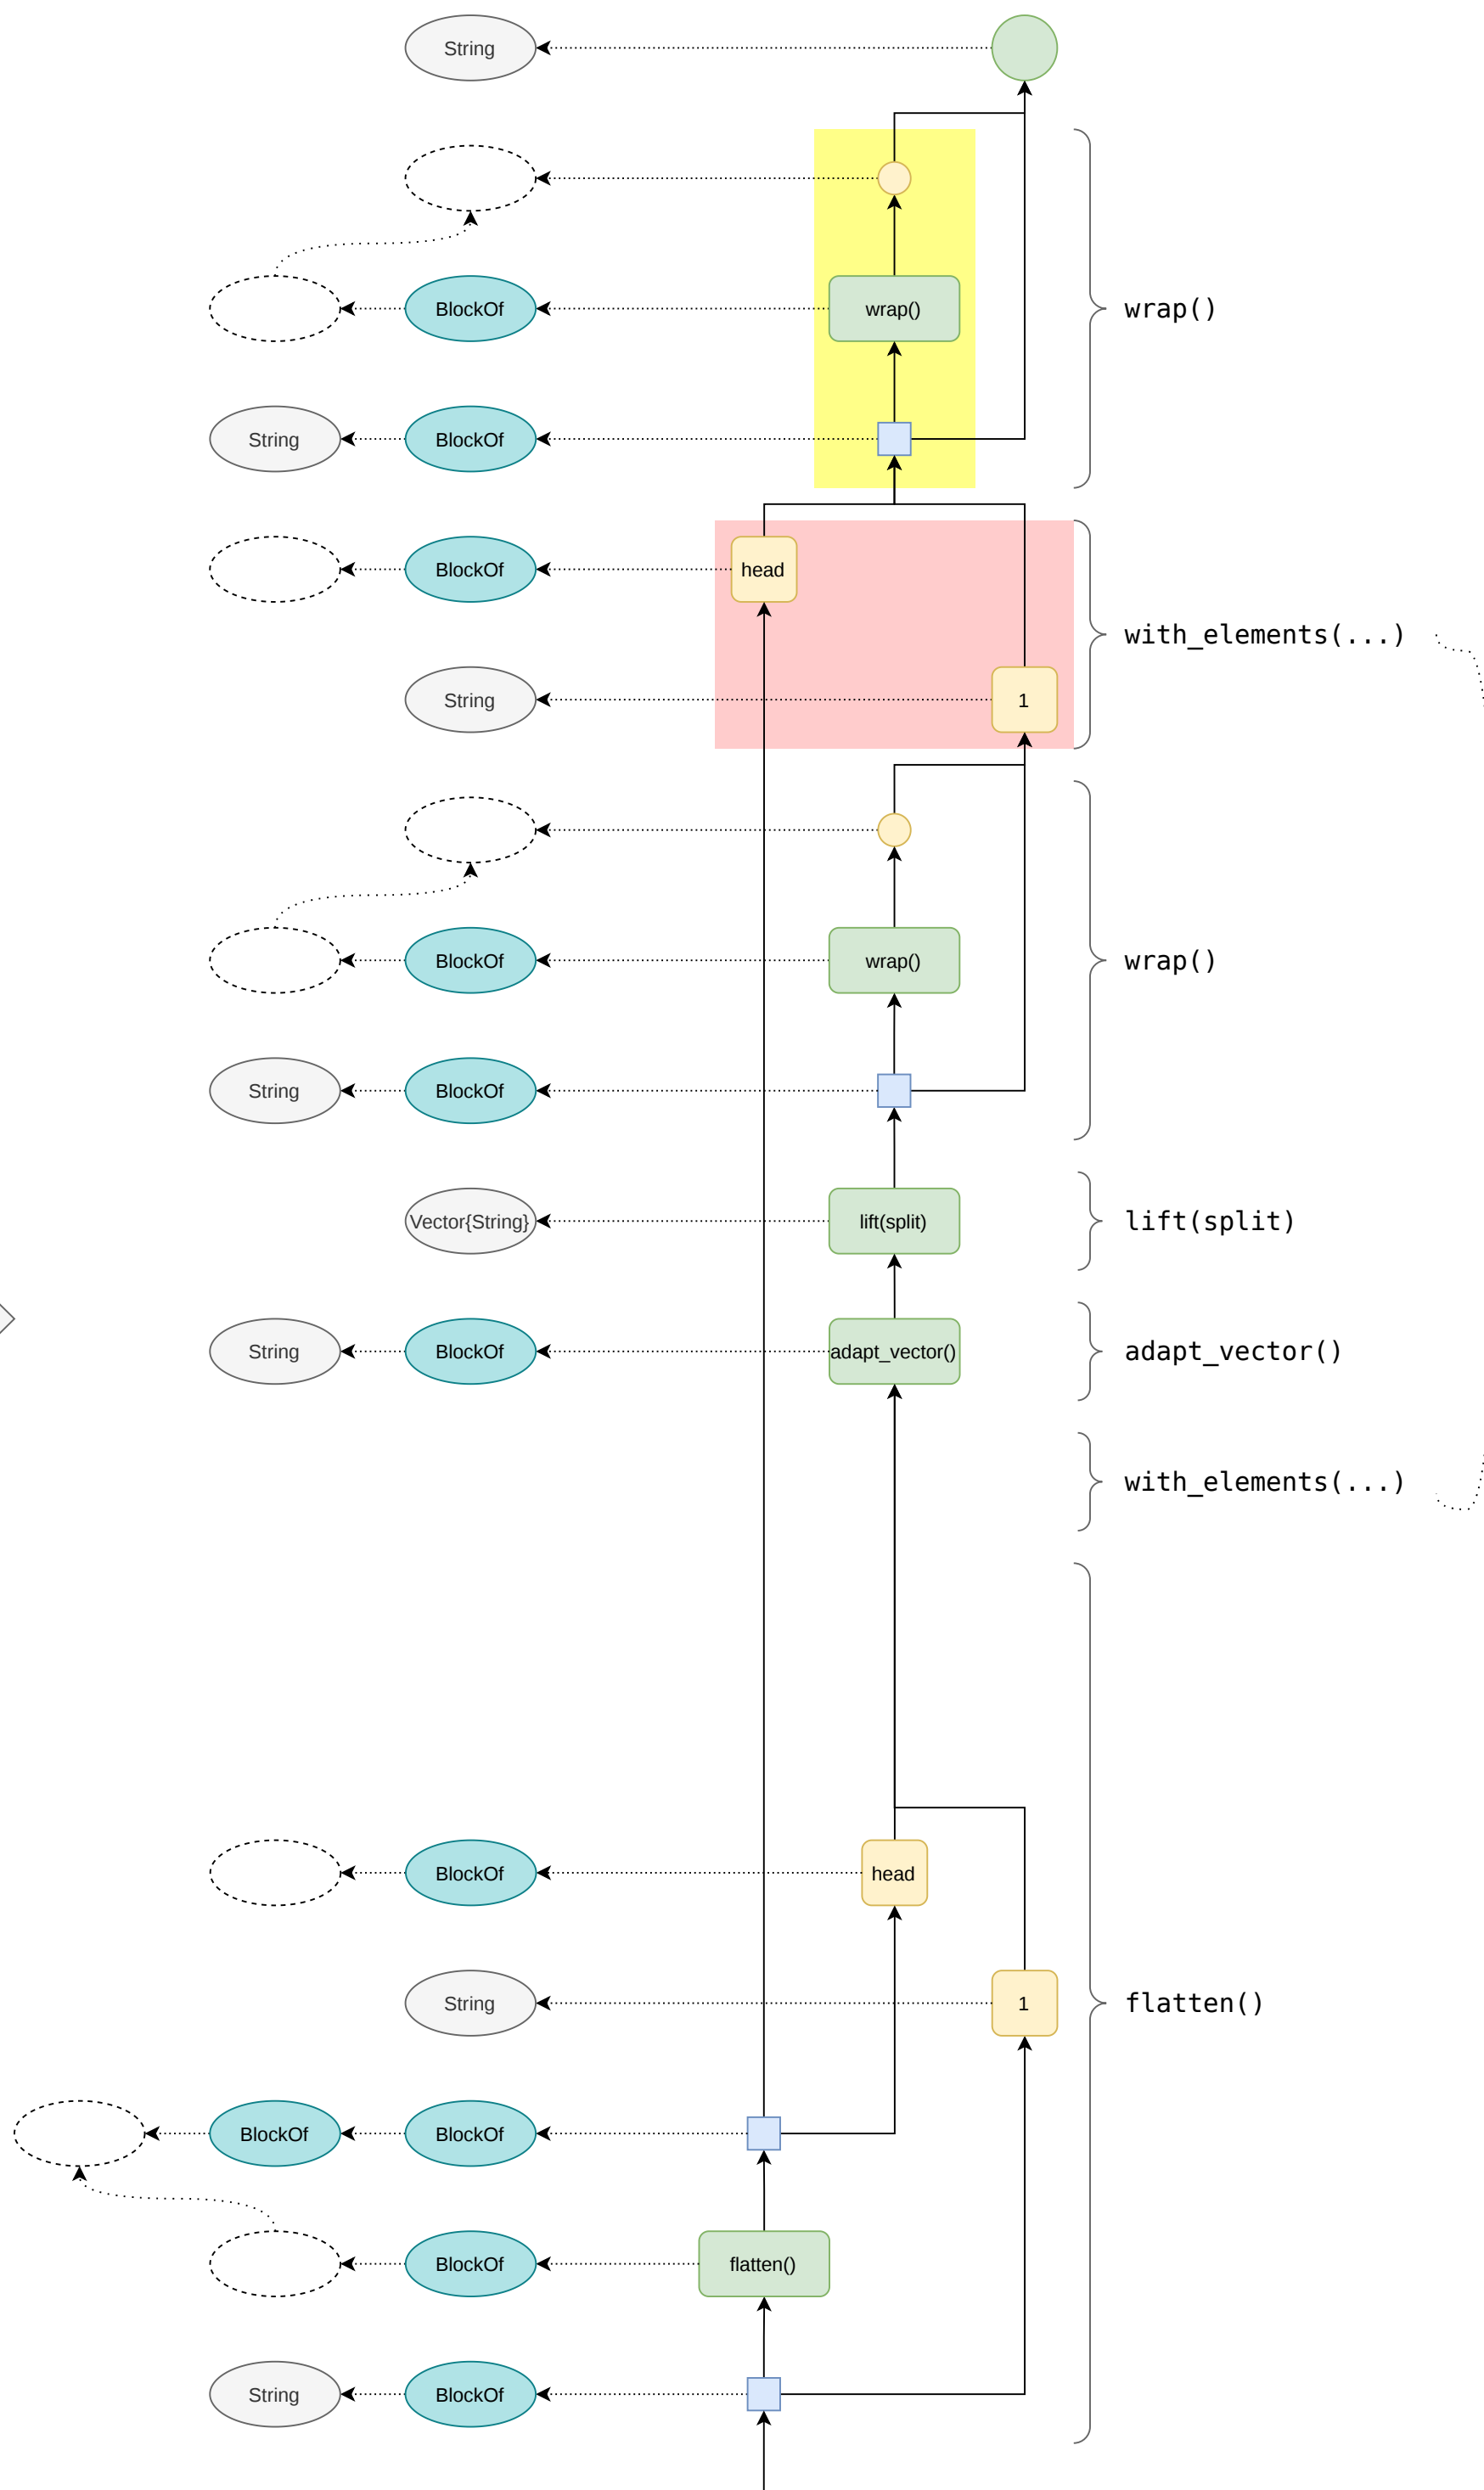 String
BlockOf
wrap()
wrap()
String
BlockOf
BlockOf
head
with_elements(...)
String
1
BlockOf
wrap()
wrap()
String
BlockOf
Vector{String}
lift(split)
lift(split)
String
BlockOf
adapt_vector()
adapt_vector()
with_elements(...)
BlockOf
head
String
1
flatten()
BlockOf
BlockOf
BlockOf
flatten()
String
BlockOf